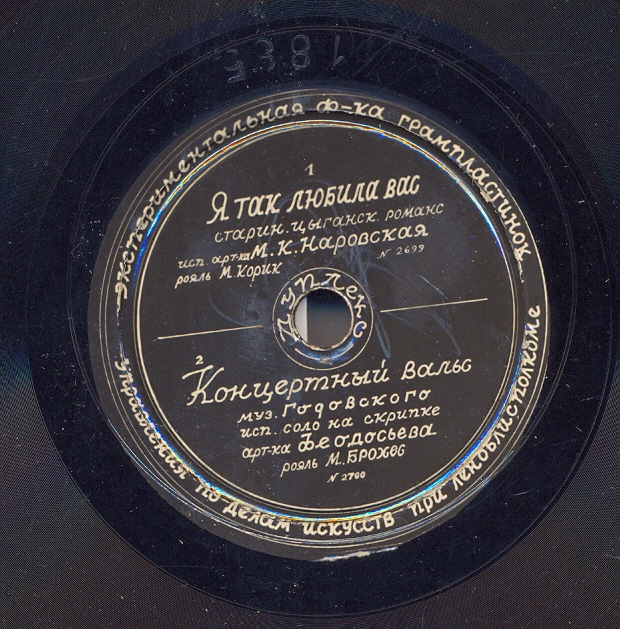 1835
Экспериментальная ф-ка грампластинок
Управления по делам искусств при Леноблисполкоме
1
Я так любила вас
старин. цыганск. романс
исп. арт-ка М. К. Наровская
рояль М. Корик
N 2699
Дуплекс
2
Концертный вальс
муз. Годовского
исп. соло на скрипке
арт-ка Феодосьева
рояль М. Брохес
N 2700